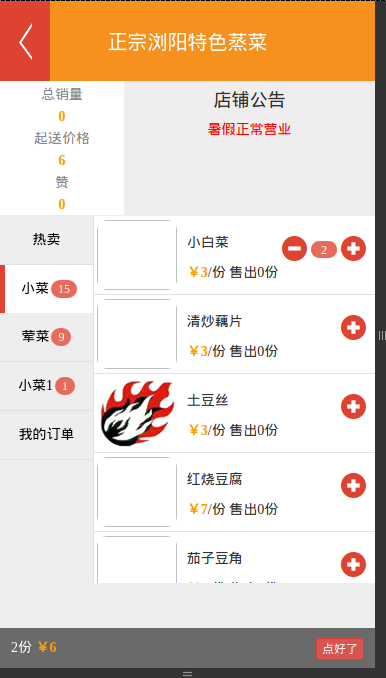 正宗浏阳特色蒸菜
总销量
0
起送价格
6
赞
0
店铺公告
暑假正常营业
热卖
小菜 15
荤菜 9
小菜1 1
我的订单
小白菜
2
￥3/份 售出0份
清炒藕片
￥3/份 售出0份
土豆丝
￥3/份 售出0份
红烧豆腐
￥7/份 售出0份
茄子豆角
2份 ￥6
点好了